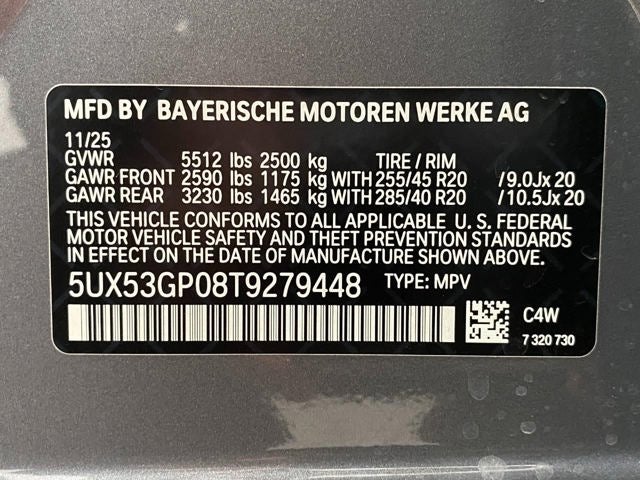 MFD BY BAYERISCHE MOTOREN WERKE AG
11/25
GVWR 5512 lbs 2500 kg TIRE / RIM
GAWR FRONT 2590 lbs 1175 kg WITH 255/45 R20 /9.0Jx 20
GAWR REAR 3230 lbs 1465 kg WITH 285/40 R20 /10.5Jx 20
THIS VEHICLE CONFORMS TO ALL APPLICABLE U. S. FEDERAL
MOTOR VEHICLE SAFETY AND THEFT PREVENTION STANDARDS
IN EFFECT ON THE DATE OF MANUFACTURE SHOWN ABOVE.
5UX53GP08T9279448 TYPE: MPV
C4W
7 320 730